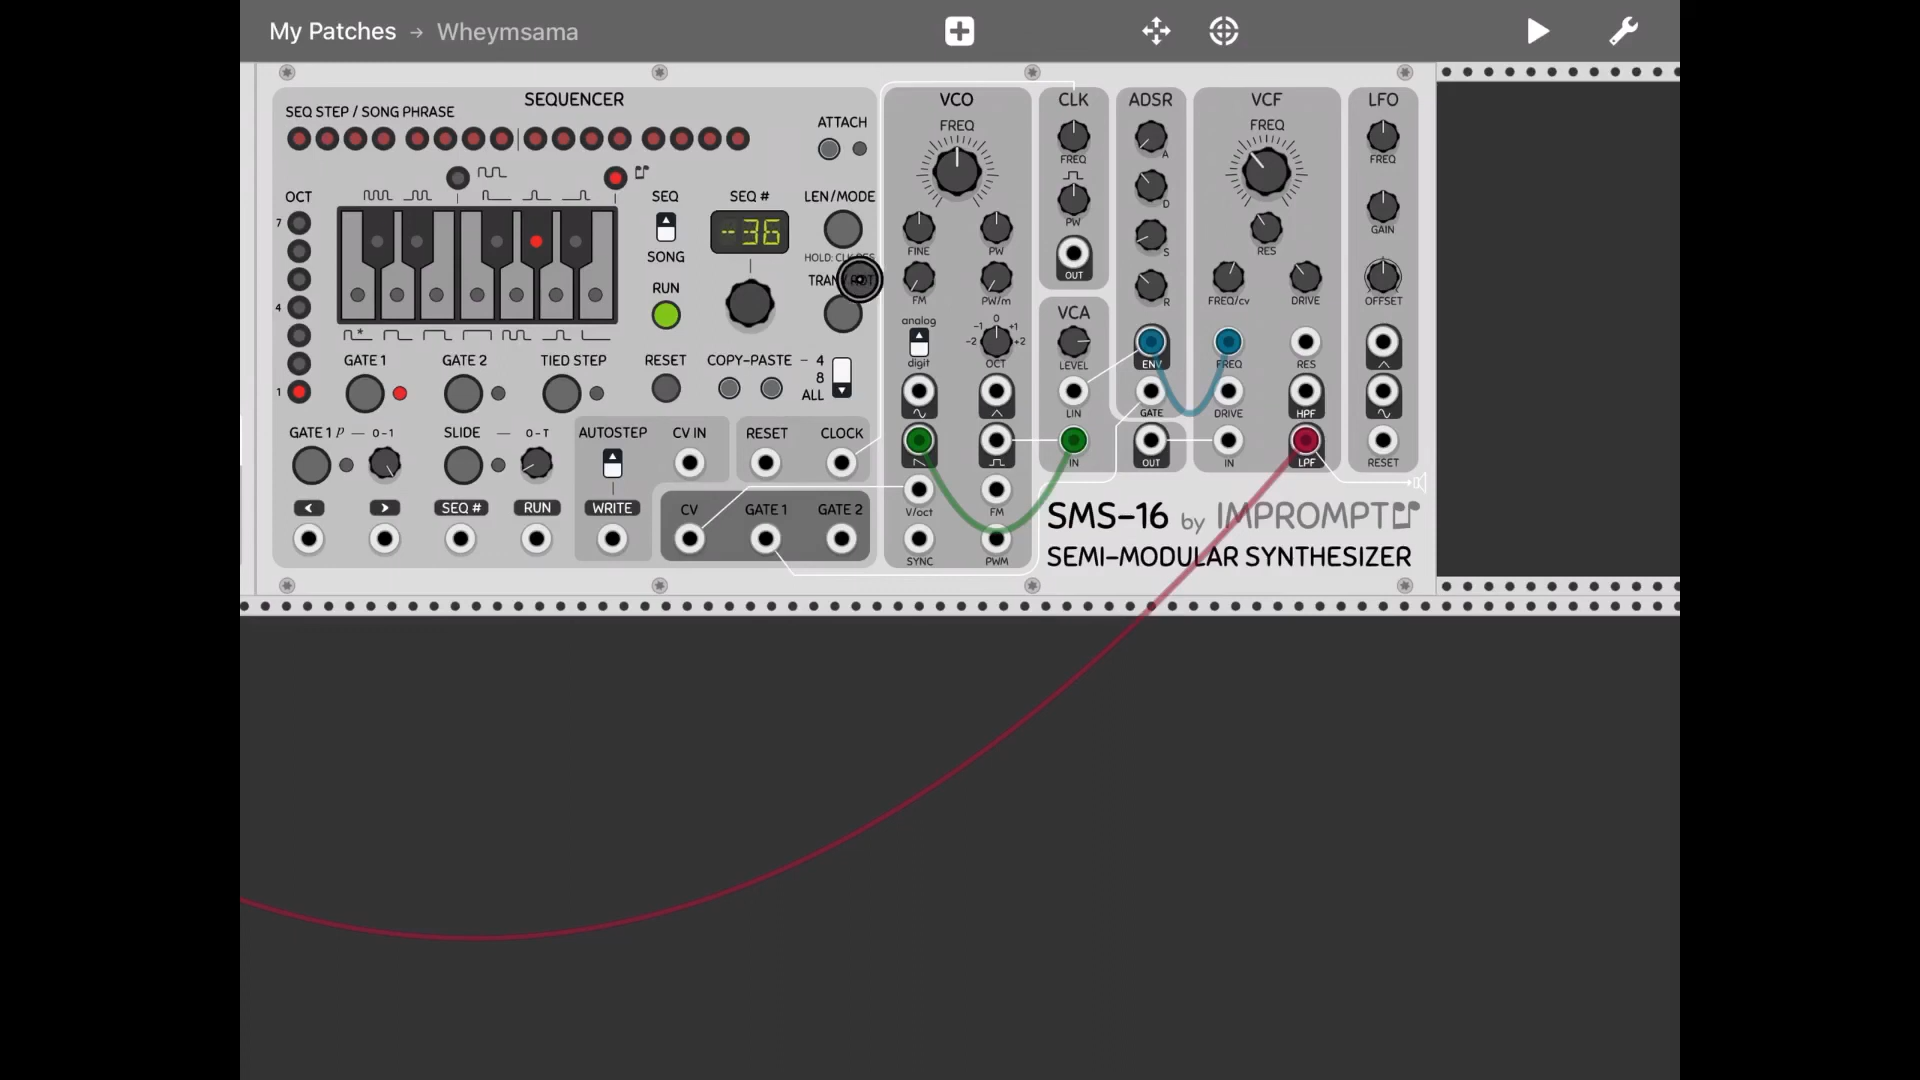 My Patches → Wheymsama
SEQUENCER
SEQ STEP / SONG PHRASE
ATTACH
OCT
7
4
1
SEQ
SONG
RUN
SEQ #
-36
LEN/MODE
HOLD: CLK RES
RESET
COPY-PASTE
4
8
ALL
GATE 1
GATE 2
TIED STEP
GATE 1 p — 0-1
SLIDE — 0-T
AUTOSTEP
CV IN
RESET
CLOCK
<
>
SEQ #
RUN
WRITE
CV
GATE 1
GATE 2
VCO
FREQ
FINE
PW
FM
PW/m
analog
digit
-2
-1
0
+1
+2
OCT
V/oct
FM
SYNC
PWM
CLK
FREQ
PW
OUT
VCA
LEVEL
LIN
IN
ADSR
A
D
S
R
ENV
GATE
OUT
VCF
FREQ
RES
FREQ/cv
DRIVE
FREQ
RES
DRIVE
HPF
IN
LPF
LFO
FREQ
GAIN
OFFSET
RESET
SMS-16 by IMPROMPT
SEMI-MODULAR SYNTHESIZER